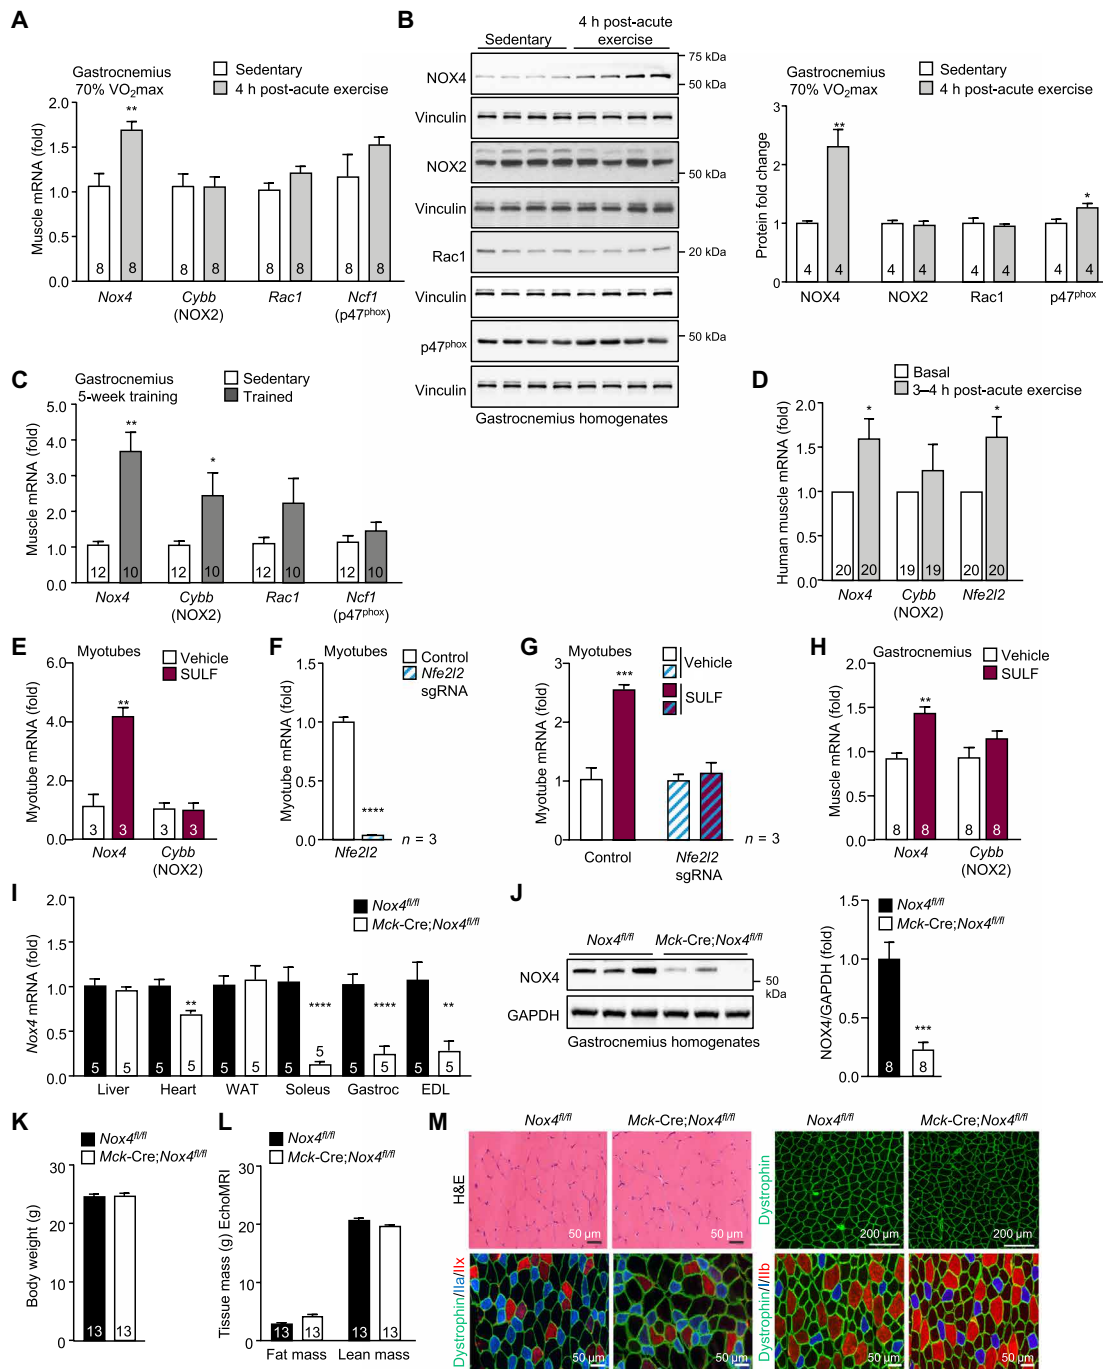 A
Gastrocnemius
70% VO2max
Sedentary
4 h post-acute exercise
Muscle mRNA (fold)
2.0
1.5
1.0
0.5
0.0
**
8 8 8 8 8 8 8 8
Nox4 Cybb (NOX2) Rac1 Ncf1 (p47phox)
B
Sedentary
4 h post-acute exercise
NOX4
75 kDa
50 kDa
Vinculin
NOX2
50 kDa
Vinculin
Rac1
20 kDa
Vinculin
p47phox
50 kDa
Vinculin
Gastrocnemius homogenates
Gastrocnemius
70% VO2max
Sedentary
4 h post-acute exercise
Protein fold change
3
2
1
0
** *
4 4 4 4 4 4 4 4
NOX4 NOX2 Rac1 p47phox
C
Gastrocnemius
5-week training
Sedentary
Trained
Muscle mRNA (fold)
5.0
4.0
3.0
2.0
1.0
0.0
** *
12 10 12 10 12 10 12 10
Nox4 Cybb (NOX2) Rac1 Ncf1 (p47phox)
D
Basal
3–4 h post-acute exercise
Human muscle mRNA (fold)
2.0
1.5
1.0
0.5
0.0
* *
20 20 19 19 20 20
Nox4 Cybb (NOX2) Nfe2l2
E
Myotubes
Vehicle
SULF
Myotube mRNA (fold)
6.0
4.0
2.0
0.0
**
3 3 3 3
Nox4 Cybb (NOX2)
F
Myotubes
Control
Nfe2l2 sgRNA
Myotube mRNA (fold)
1.5
1.0
0.5
0.0
****
Nfe2l2
n = 3
G
Myotubes
Vehicle
SULF
Myotube mRNA (fold)
3
2
1
0
***
Control
Nfe2l2 sgRNA
n = 3
H
Gastrocnemius
Vehicle
SULF
Muscle mRNA (fold)
2.0
1.5
1.0
0.5
0.0
**
8 8 8 8
Nox4 Cybb (NOX2)
I
Nox4fl/fl
Mck-Cre;Nox4fl/fl
Nox4 mRNA (fold)
2.0
1.5
1.0
0.5
0.0
** **** **** **
5 5 5 5 5 5 5 5 5 5 5 5
Liver Heart WAT Soleus Gastroc EDL
J
Nox4fl/fl Mck-Cre;Nox4fl/fl
NOX4
50 kDa
GAPDH
Gastrocnemius homogenates
Nox4fl/fl
Mck-Cre;Nox4fl/fl
NOX4/GAPDH (fold)
1.5
1.0
0.5
0.0
***
8 8
K
Nox4fl/fl
Mck-Cre;Nox4fl/fl
Body weight (g)
30
20
10
0
13 13
L
Nox4fl/fl
Mck-Cre;Nox4fl/fl
Tissue mass (g) EchoMRI
30
20
10
0
13 13 13 13
Fat mass Lean mass
M
Nox4fl/fl Mck-Cre;Nox4fl/fl Nox4fl/fl Mck-Cre;Nox4fl/fl
H&E
50 µm 50 µm
Dystrophin
200 µm 200 µm
Dystrophin/IIa/IIx
50 µm 50 µm
Dystrophin/I/IIb
50 µm 50 µm